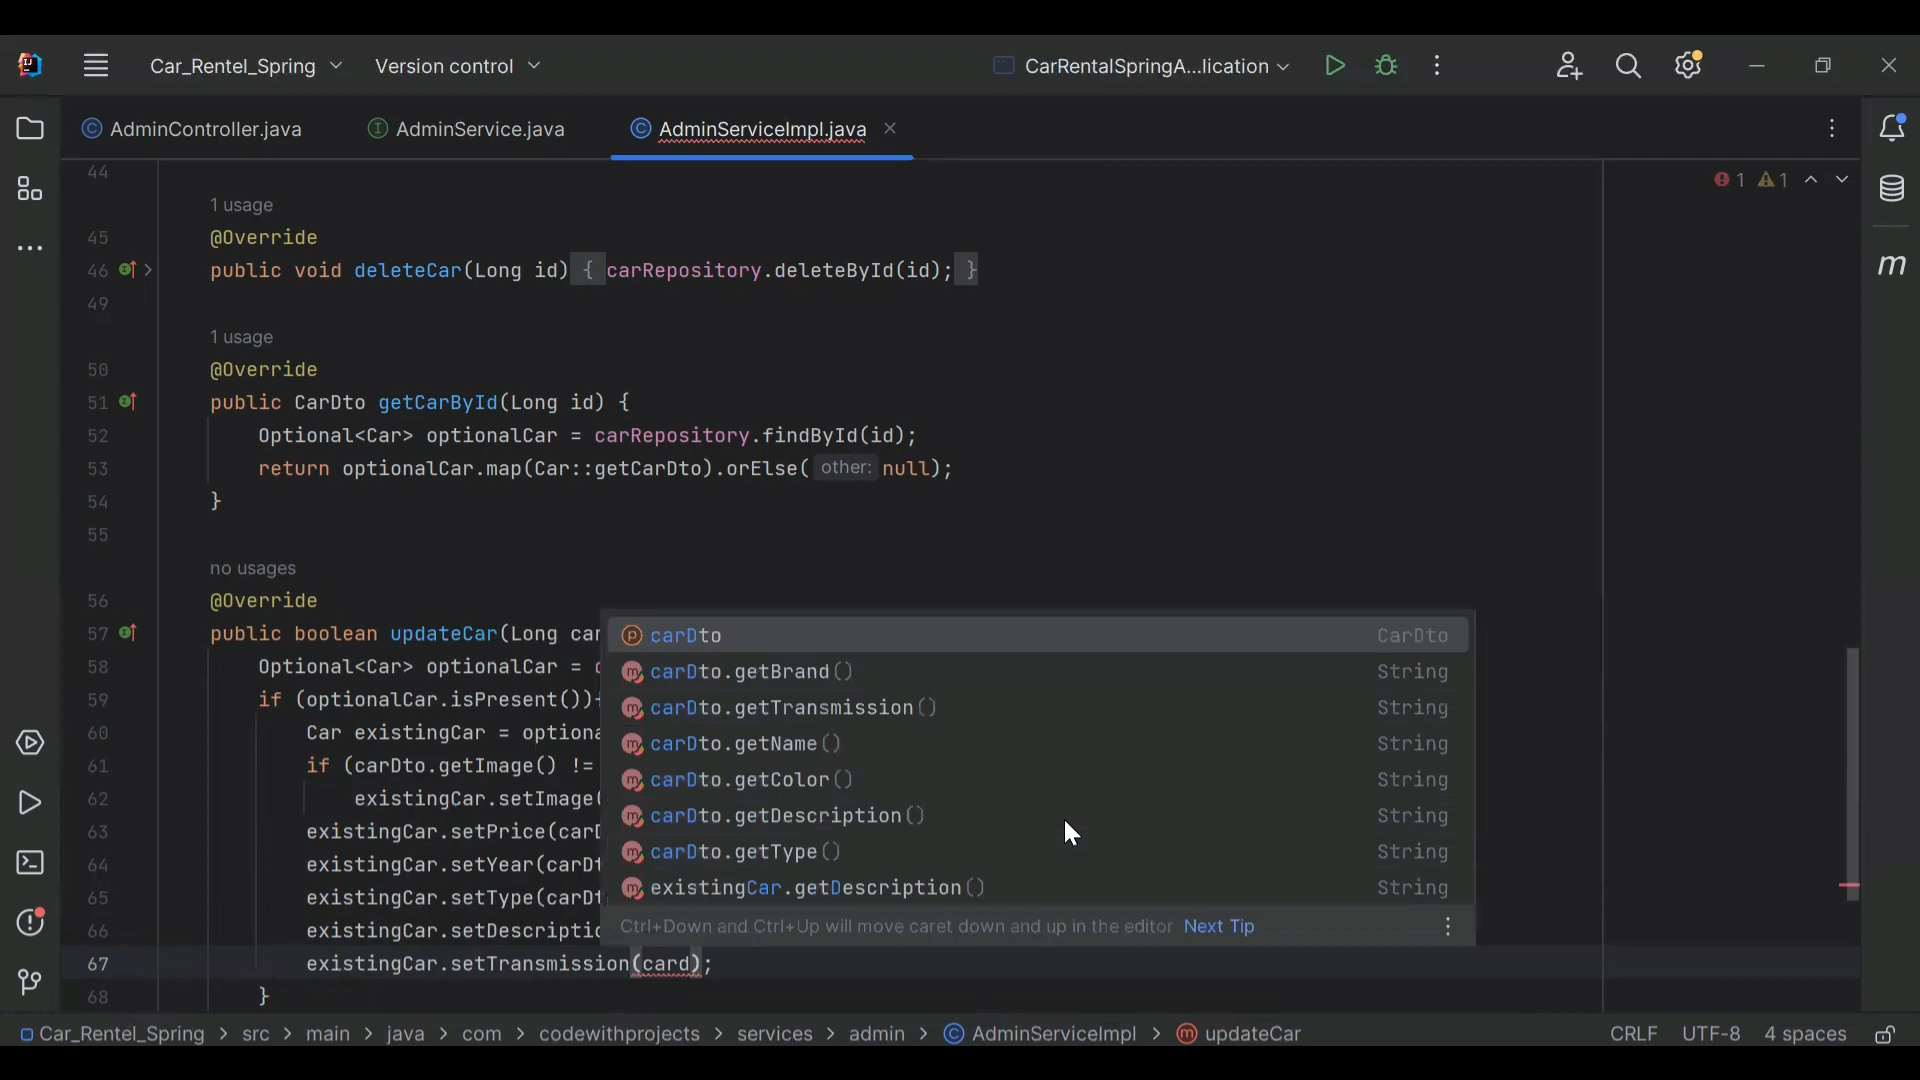 Car_Rentel_Spring Version control CarRentalSpringA...lication
AdminController.java AdminService.java AdminServiceImpl.java
44 1 1
1 usage
45 @Override
46 public void deleteCar(Long id) { carRepository.deleteById(id); }
49
1 usage
50 @Override
51 public CarDto getCarById(Long id) {
52 Optional<Car> optionalCar = carRepository.findById(id);
53 return optionalCar.map(Car::getCarDto).orElse( other: null);
54 }
55
no usages
56 @Override
57 public boolean updateCar(Long car
58 Optional<Car> optionalCar =
59 if (optionalCar.isPresent()){
60 Car existingCar = optiona
61 if (carDto.getImage() !=
62 existingCar.setImage(
63 existingCar.setPrice(carD
64 existingCar.setYear(carDt
65 existingCar.setType(carDt
66 existingCar.setDescriptio
67 existingCar.setTransmission(card);
68 }
carDto CarDto
carDto.getBrand() String
carDto.getTransmission() String
carDto.getName() String
carDto.getColor() String
carDto.getDescription() String
carDto.getType() String
existingCar.getDescription() String
Ctrl+Down and Ctrl+Up will move caret down and up in the editor Next Tip
Car_Rentel_Spring > src > main > java > com > codewithprojects > services > admin > AdminServiceImpl > updateCar CRLF UTF-8 4 spaces